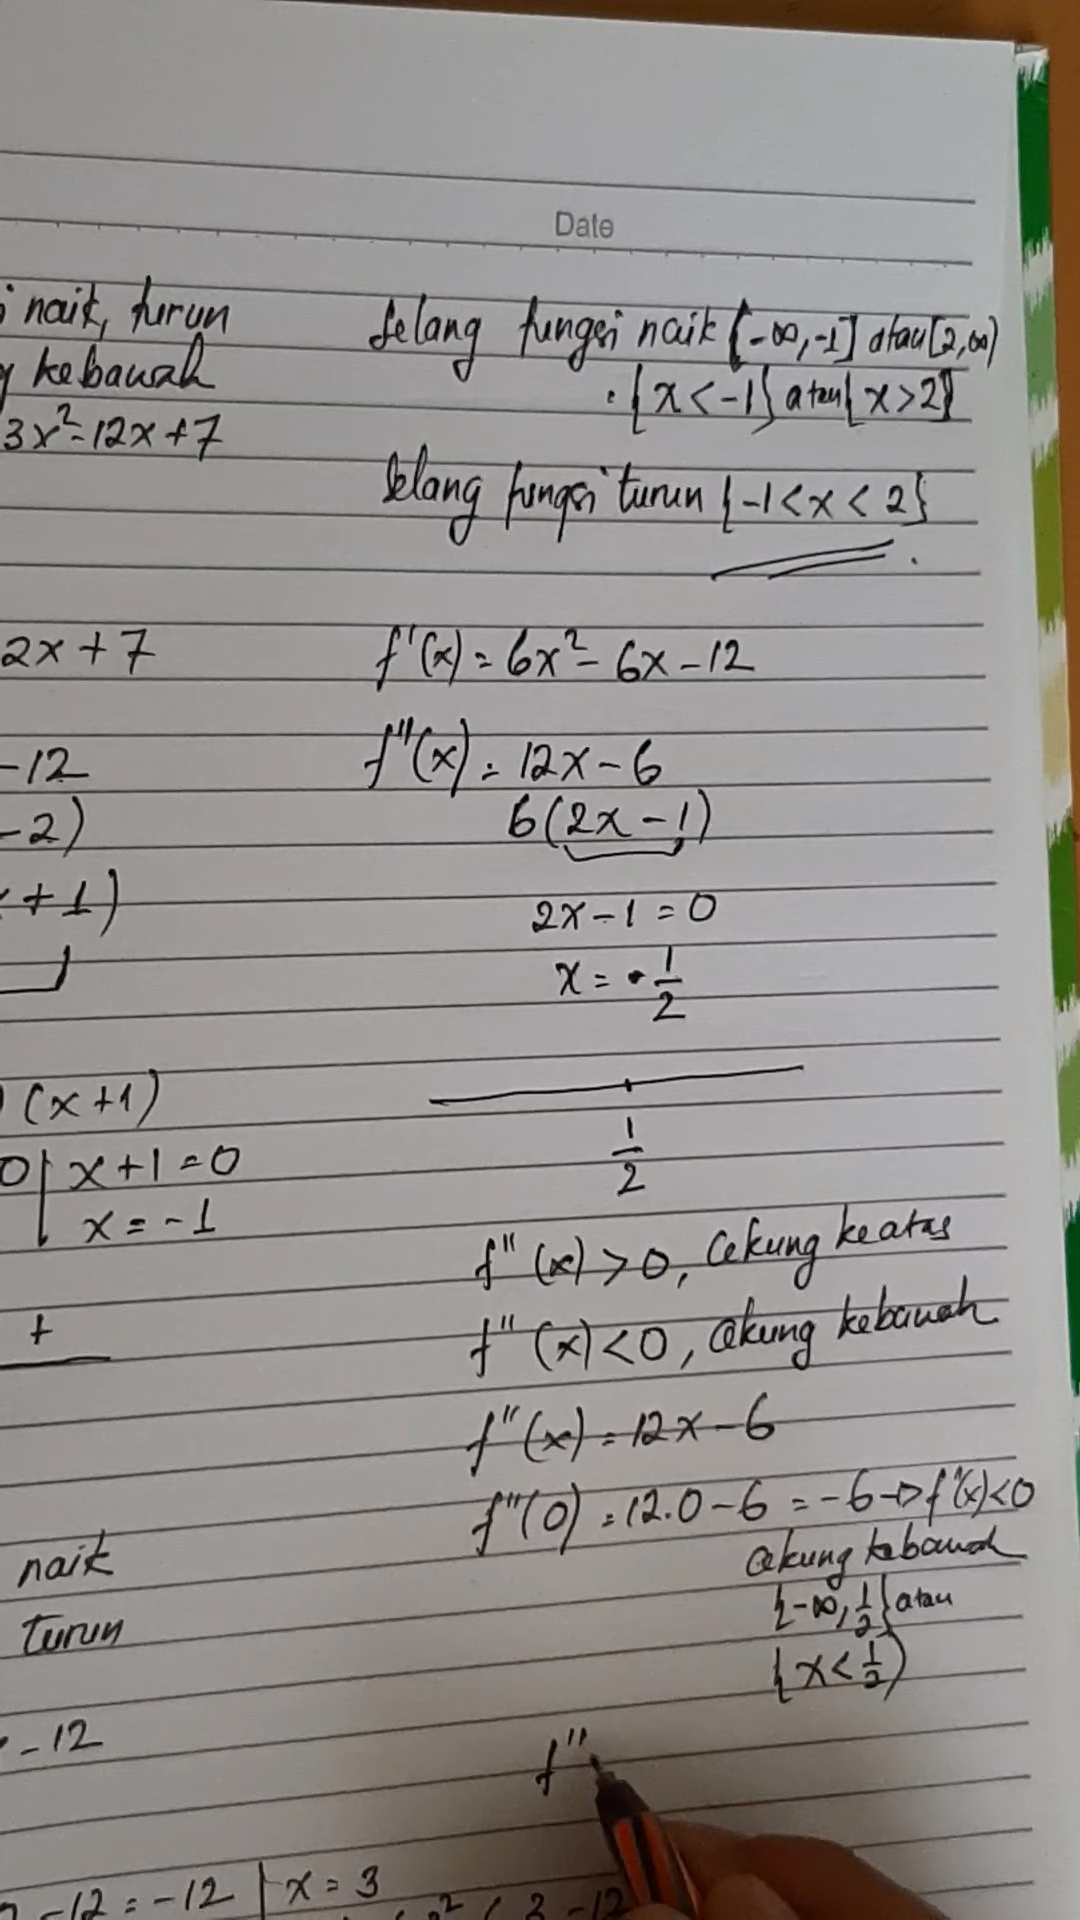 Date
naik, turun
kebawah
3x²-12x+7
2x+7
-12
-2)
+1)
(x+1)
0 | x+1=0
x=-1
+
naik
turun
-12
-12=-12 | x=3
3-12
Selang fungsi naik [-∞,-1] atau [2,∞)
{x<-1} atau {x>2}
Selang fungsi turun {-1<x<2}
f'(x)=6x²-6x-12
f"(x)=12x-6
6(2x-1)
2x-1=0
x=1/2
1/2
f"(x)>0, Cekung keatas
f"(x)<0, Cekung kebawah
f"(x)=12x-6
f"(0)=12.0-6=-6→f"(x)<0
Cekung kebawah
{-∞,1/2} atau
{x<1/2)
f"